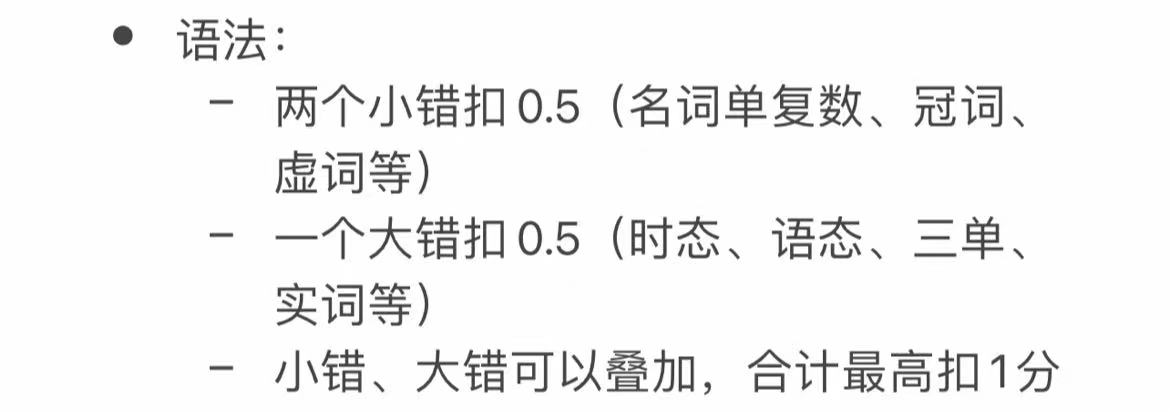 • 语法：
– 两个小错扣 0.5（名词单复数、冠词、
虚词等）
– 一个大错扣 0.5（时态、语态、三单、
实词等）
– 小错、大错可以叠加，合计最高扣1分